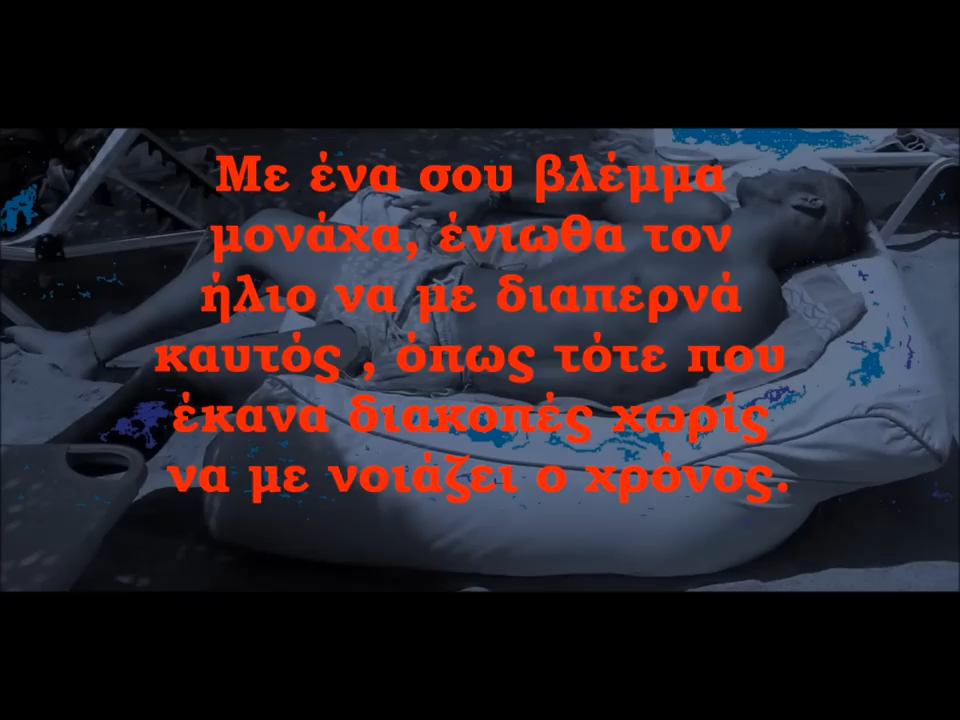 Με ένα σου βλέμμα
μονάχα, ένιωθα τον
ήλιο να με διαπερνά
καυτός , όπως τότε που
έκανα διακοπές χωρίς
να με νοιάζει ο χρόνος.